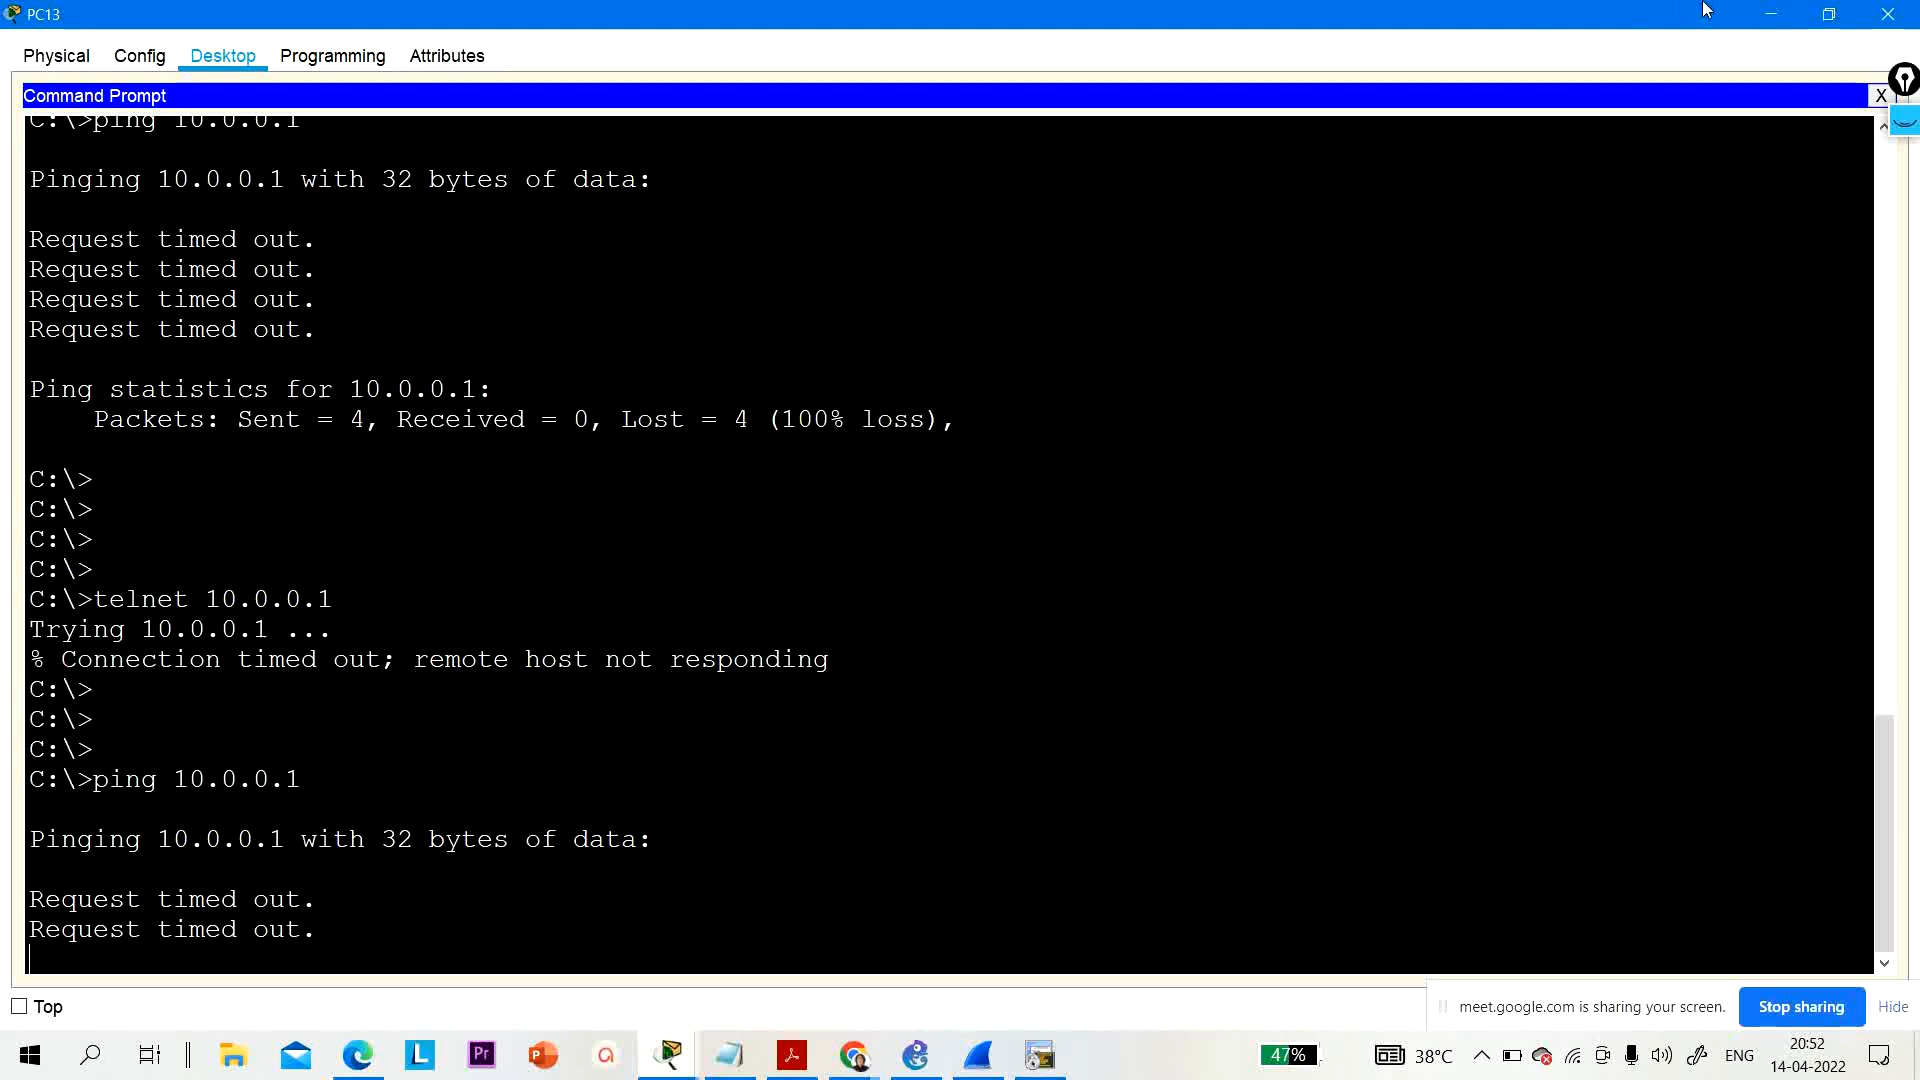 PC13
Physical Config Desktop Programming Attributes
Command Prompt
X
C:\>ping 10.0.0.1
Pinging 10.0.0.1 with 32 bytes of data:
Request timed out.
Request timed out.
Request timed out.
Request timed out.
Ping statistics for 10.0.0.1:
Packets: Sent = 4, Received = 0, Lost = 4 (100% loss),
C:\>
C:\>
C:\>
C:\>
C:\>telnet 10.0.0.1
Trying 10.0.0.1 ...
% Connection timed out; remote host not responding
C:\>
C:\>
C:\>
C:\>ping 10.0.0.1
Pinging 10.0.0.1 with 32 bytes of data:
Request timed out.
Request timed out.
Top
meet.google.com is sharing your screen. Stop sharing Hide
L Pr P a 47% 38°C ENG 20:52
14-04-2022